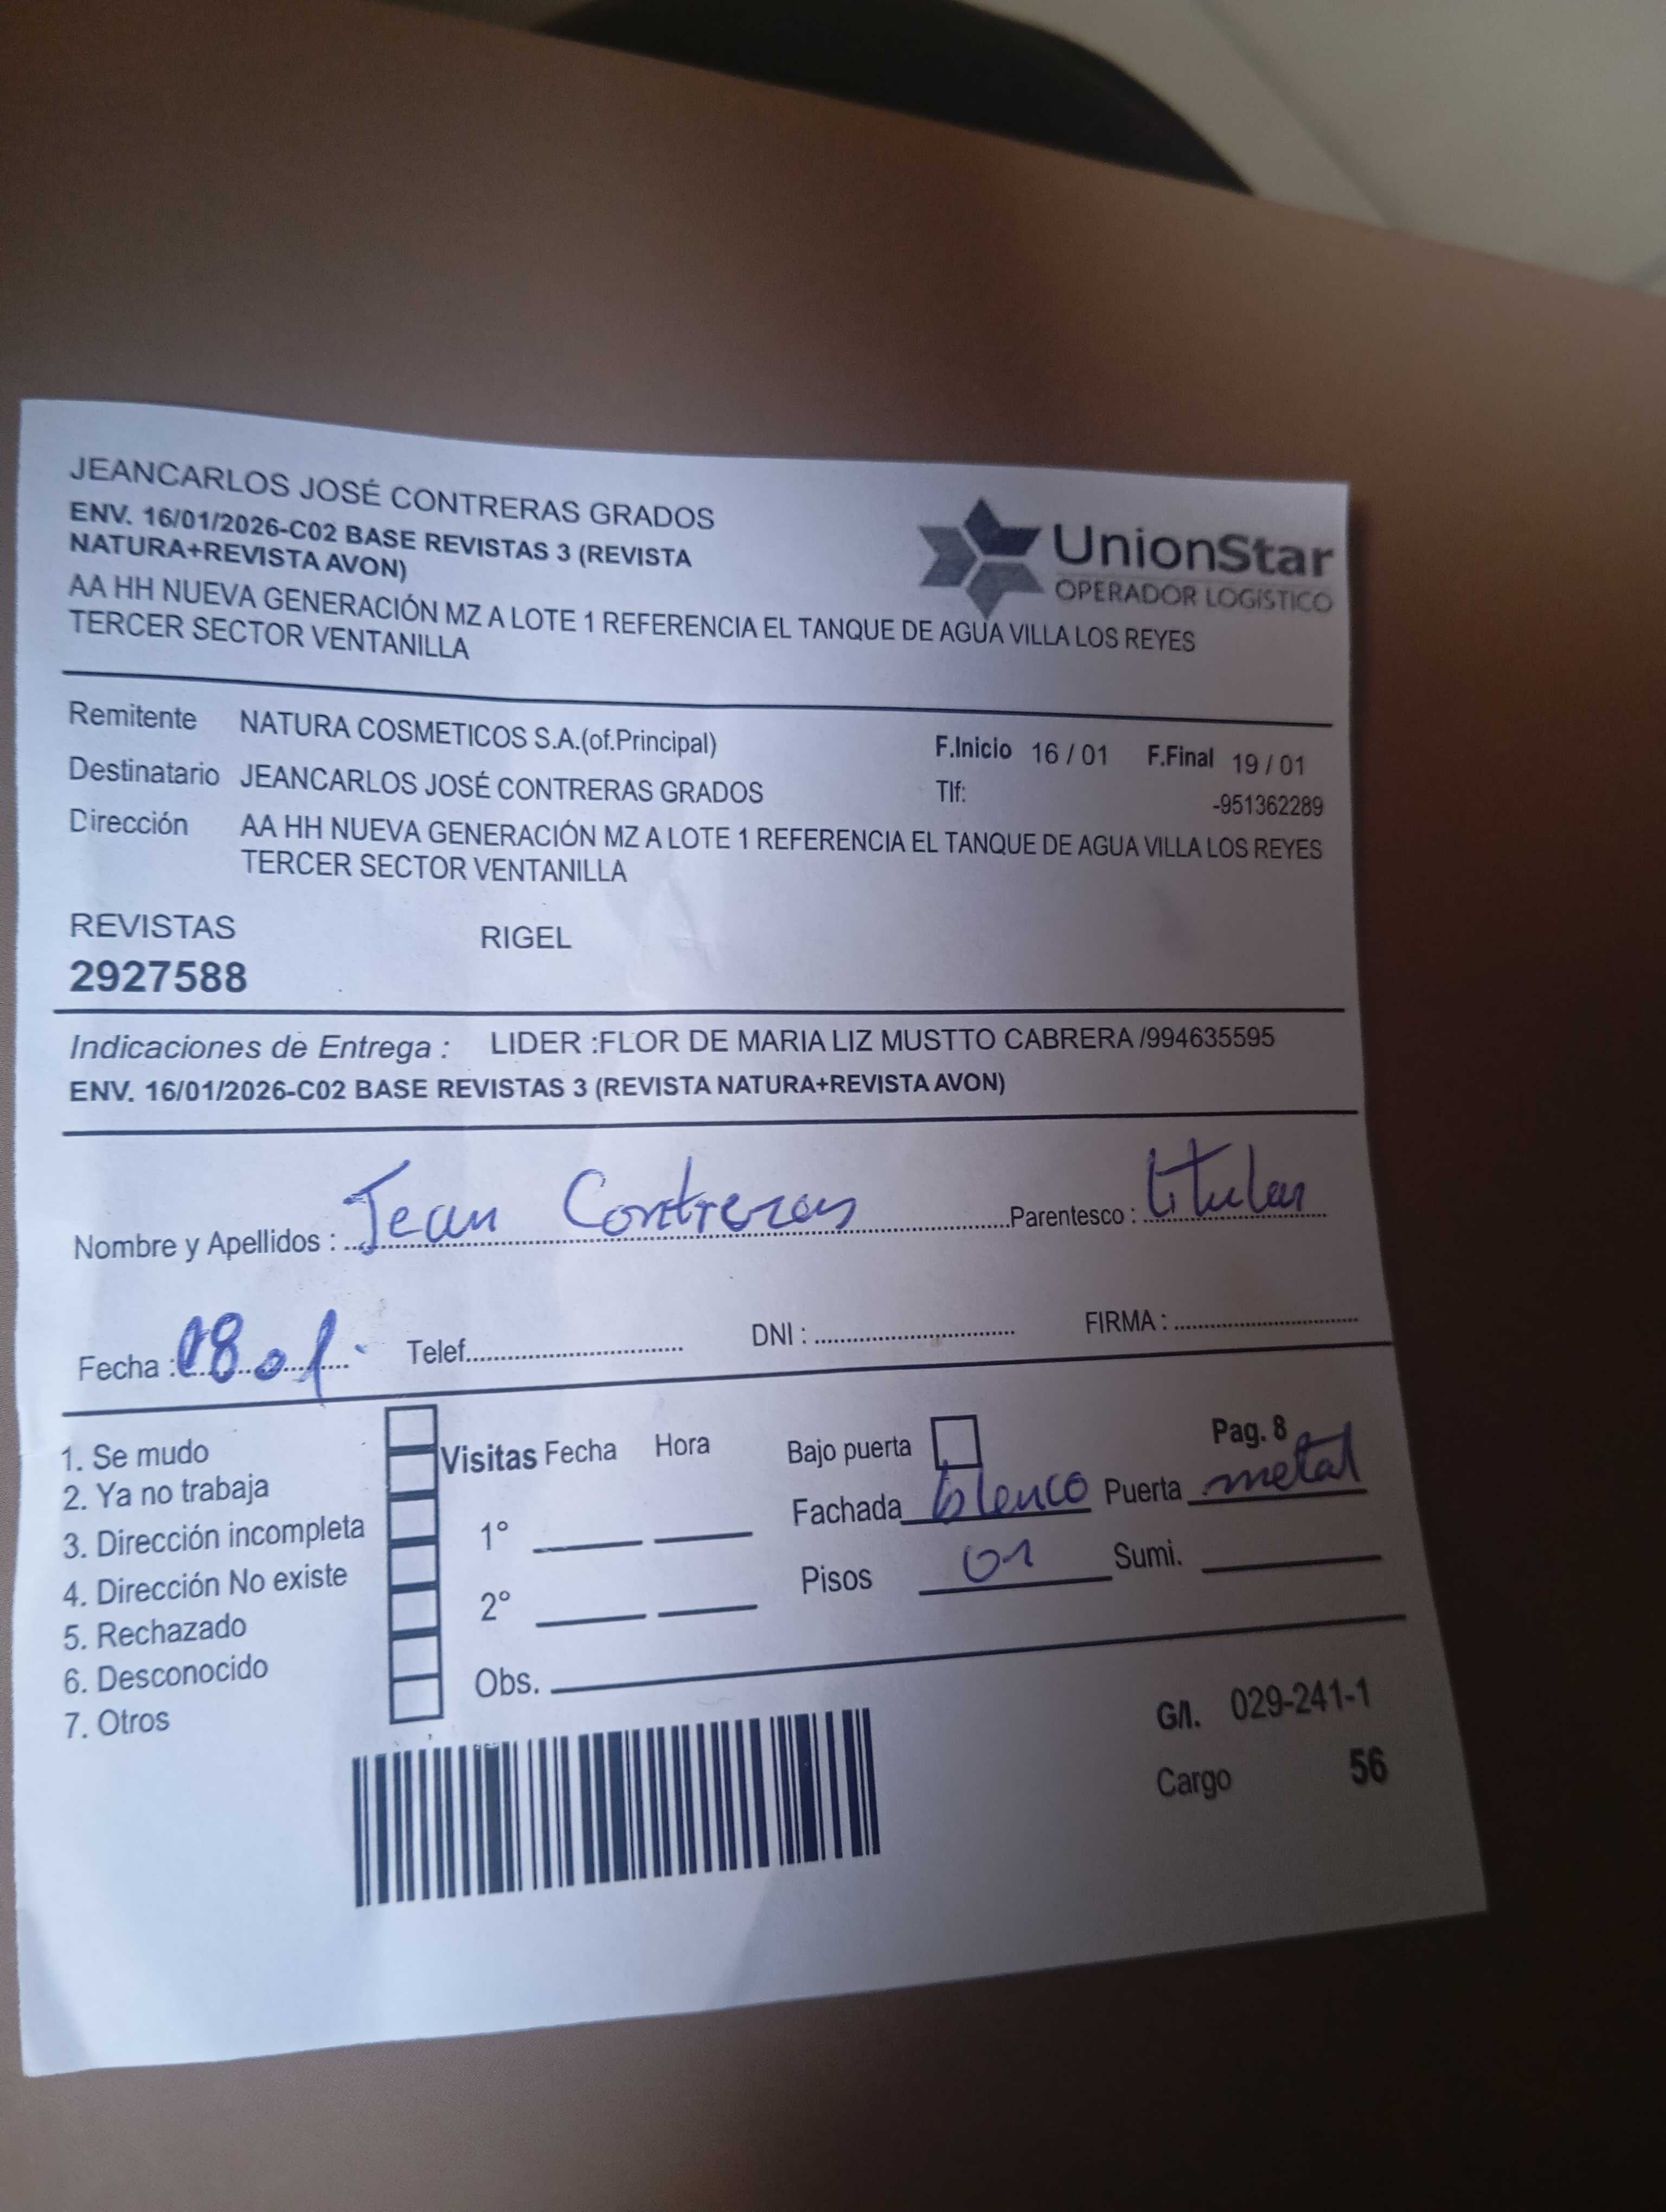 JEANCARLOS JOSÉ CONTRERAS GRADOS
ENV. 16/01/2026-C02 BASE REVISTAS 3 (REVISTA
NATURA+REVISTA AVON)
AA HH NUEVA GENERACIÓN MZ A LOTE 1 REFERENCIA EL TANQUE DE AGUA VILLA LOS REYES
TERCER SECTOR VENTANILLA
UnionStar
OPERADOR LOGÍSTICO
Remitente NATURA COSMETICOS S.A.(of.Principal) F.Inicio 16 / 01 F.Final 19 / 01
Destinatario JEANCARLOS JOSÉ CONTRERAS GRADOS Tlf: -951362289
Dirección AA HH NUEVA GENERACIÓN MZ A LOTE 1 REFERENCIA EL TANQUE DE AGUA VILLA LOS REYES
TERCER SECTOR VENTANILLA
REVISTAS RIGEL
2927588
Indicaciones de Entrega : LIDER :FLOR DE MARIA LIZ MUSTTO CABRERA /994635595
ENV. 16/01/2026-C02 BASE REVISTAS 3 (REVISTA NATURA+REVISTA AVON)
Nombre y Apellidos : Jean Contreras Parentesco : titular
Fecha : 18 01 Telef. DNI : FIRMA :
1. Se mudo
2. Ya no trabaja
3. Dirección incompleta
4. Dirección No existe
5. Rechazado
6. Desconocido
7. Otros
Visitas Fecha Hora
1°
2°
Obs.
Bajo puerta Pag. 8
Fachada blanco Puerta metal
Pisos 01 Sumi.
G/I. 029-241-1
Cargo 56